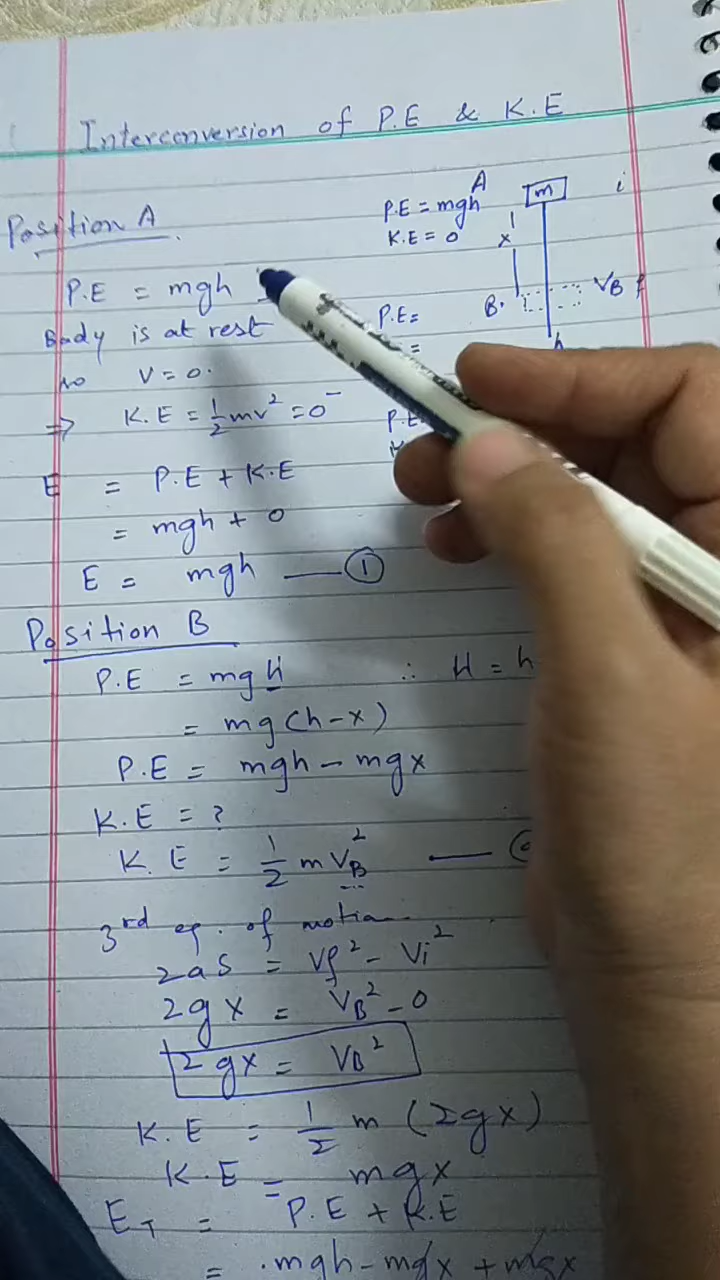 Interconversion of P.E & K.E
Position A
P.E = mgh
Body is at rest
so V = 0.
⇒ K.E = 1/2 mv² = 0
E = P.E + K.E
= mgh + 0
E = mgh — ①
A
P.E = mgh
K.E = 0
m
i
x
B.
VB f
P.E =
=
h
P.E
Position B
P.E = mgH ∴ H = h
= mg(h-x)
P.E = mgh - mgx
K.E = ?
K.E = 1/2 m VB² —
3rd eq. of motion
2as = Vf² - Vi²
2gx = VB² - 0
2gx = VB²
K.E = 1/2 m (2gx)
K.E = mgx
ET = P.E + K.E
= mgh - mgx + mgx